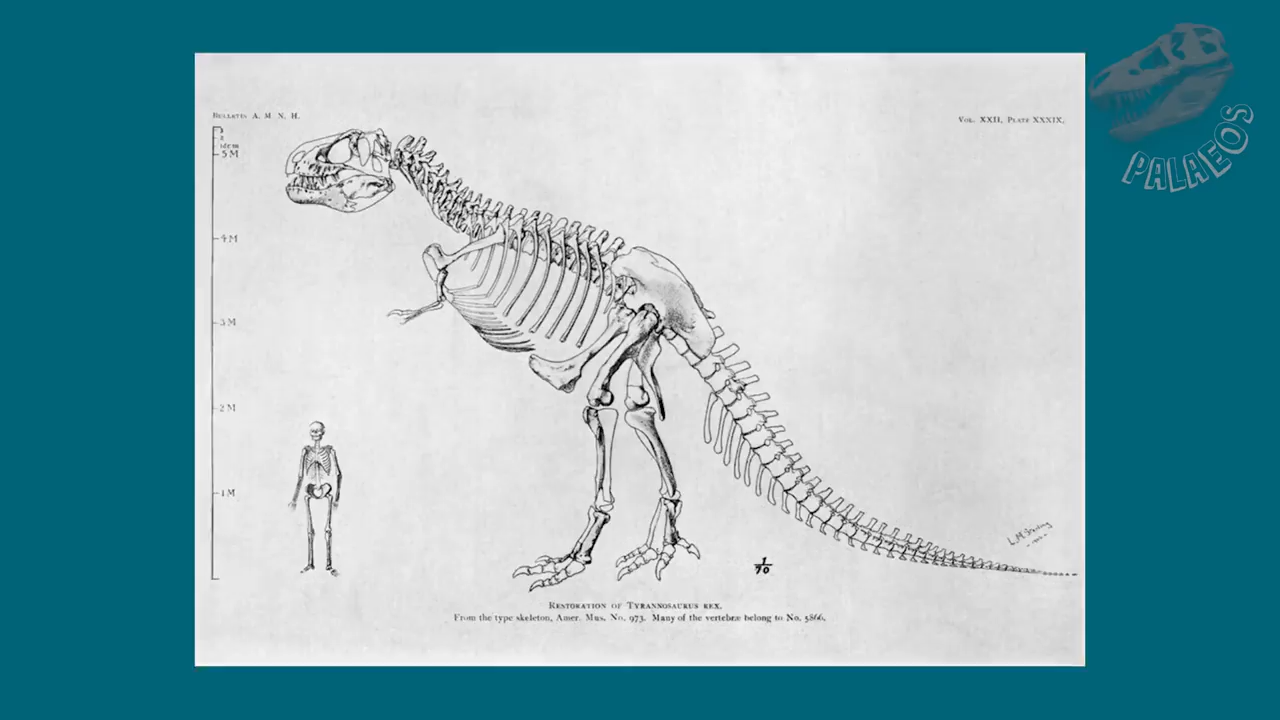 BULLETIN A. M. N. H.
VOL. XXII, PLATE XXXIX.
PALAEOS
5M
4M
3M
2M
1M
1
70
RESTORATION OF TYRANNOSAURUS REX.
From the type skeleton, Amer. Mus. No. 973. Many of the vertebræ belong to No. 5866.